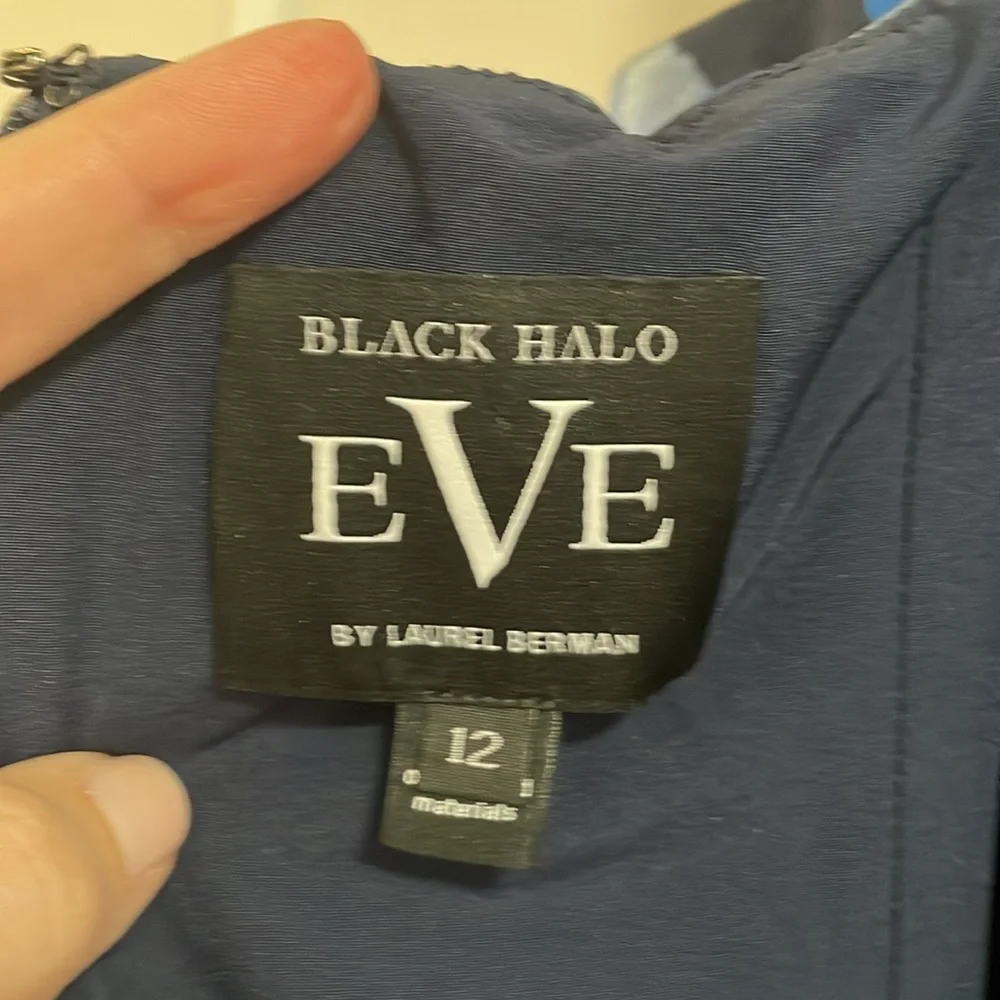 BLACK HALO
EVE
BY LAUREL BERMAN
12
materials